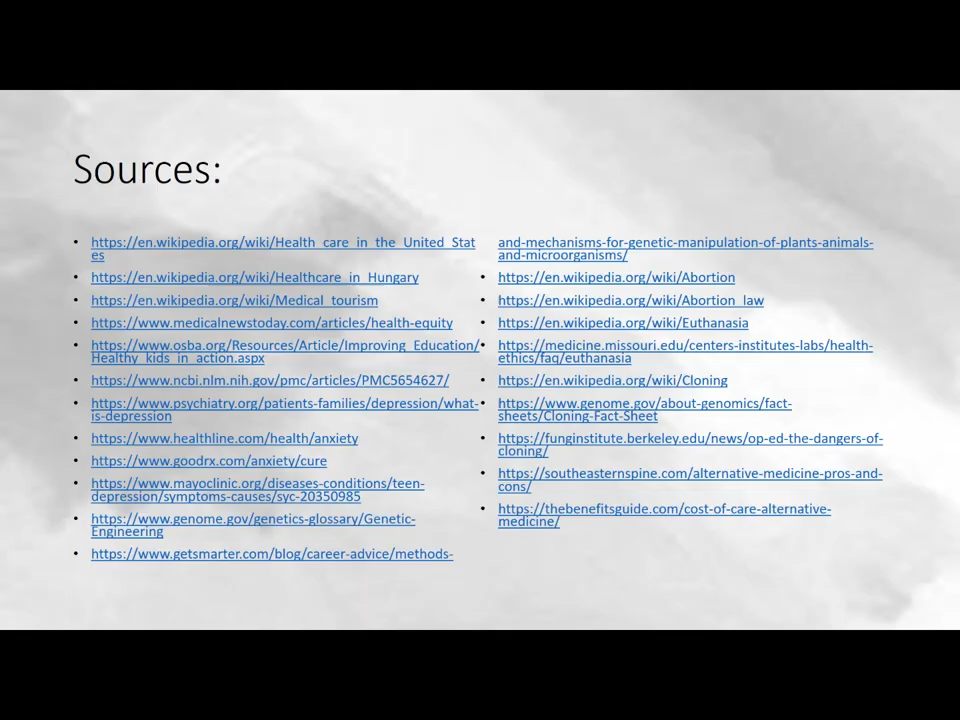 Sources:
• https://en.wikipedia.org/wiki/Health_care_in_the_United_Stat
es
• https://en.wikipedia.org/wiki/Healthcare_in_Hungary
• https://en.wikipedia.org/wiki/Medical_tourism
• https://www.medicalnewstoday.com/articles/health-equity
• https://www.osba.org/Resources/Article/Improving_Education/
Healthy_kids_in_action.aspx
• https://www.ncbi.nlm.nih.gov/pmc/articles/PMC5654627/
• https://www.psychiatry.org/patients-families/depression/what-
is-depression
• https://www.healthline.com/health/anxiety
• https://www.goodrx.com/anxiety/cure
• https://www.mayoclinic.org/diseases-conditions/teen-
depression/symptoms-causes/syc-20350985
• https://www.genome.gov/genetics-glossary/Genetic-
Engineering
• https://www.getsmarter.com/blog/career-advice/methods-
and-mechanisms-for-genetic-manipulation-of-plants-animals-
and-microorganisms/
• https://en.wikipedia.org/wiki/Abortion
• https://en.wikipedia.org/wiki/Abortion_law
• https://en.wikipedia.org/wiki/Euthanasia
• https://medicine.missouri.edu/centers-institutes-labs/health-
ethics/faq/euthanasia
• https://en.wikipedia.org/wiki/Cloning
• https://www.genome.gov/about-genomics/fact-
sheets/Cloning-Fact-Sheet
• https://funginstitute.berkeley.edu/news/op-ed-the-dangers-of-
cloning/
• https://southeasternspine.com/alternative-medicine-pros-and-
cons/
• https://thebenefitsguide.com/cost-of-care-alternative-
medicine/